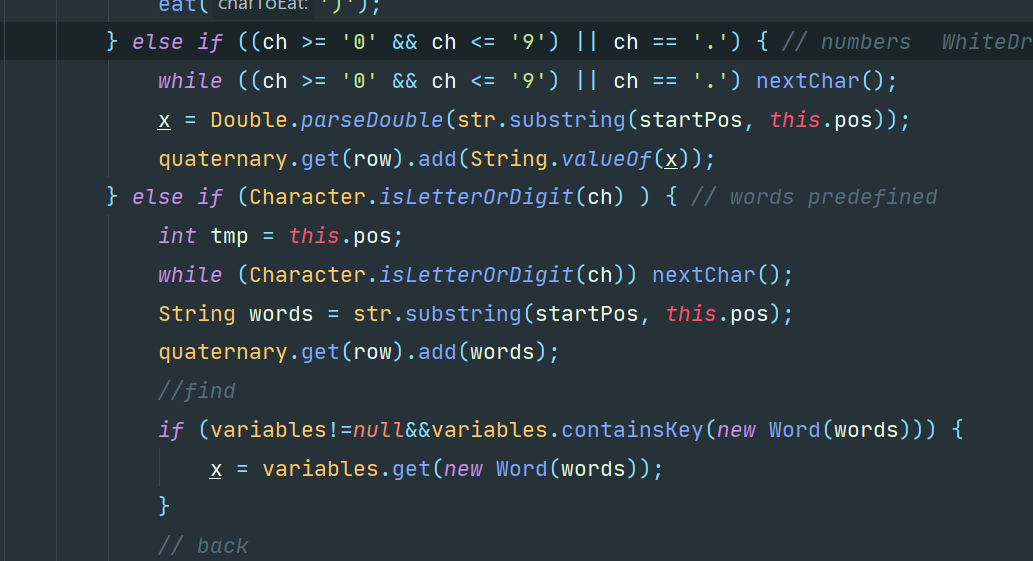 eat( charToEat: ')');
} else if ((ch >= '0' && ch <= '9') || ch == '.') { // numbers WhiteDr
while ((ch >= '0' && ch <= '9') || ch == '.') nextChar();
x = Double.parseDouble(str.substring(startPos, this.pos));
quaternary.get(row).add(String.valueOf(x));
} else if (Character.isLetterOrDigit(ch) ) { // words predefined
int tmp = this.pos;
while (Character.isLetterOrDigit(ch)) nextChar();
String words = str.substring(startPos, this.pos);
quaternary.get(row).add(words);
//find
if (variables!=null&&variables.containsKey(new Word(words))) {
x = variables.get(new Word(words));
}
// back